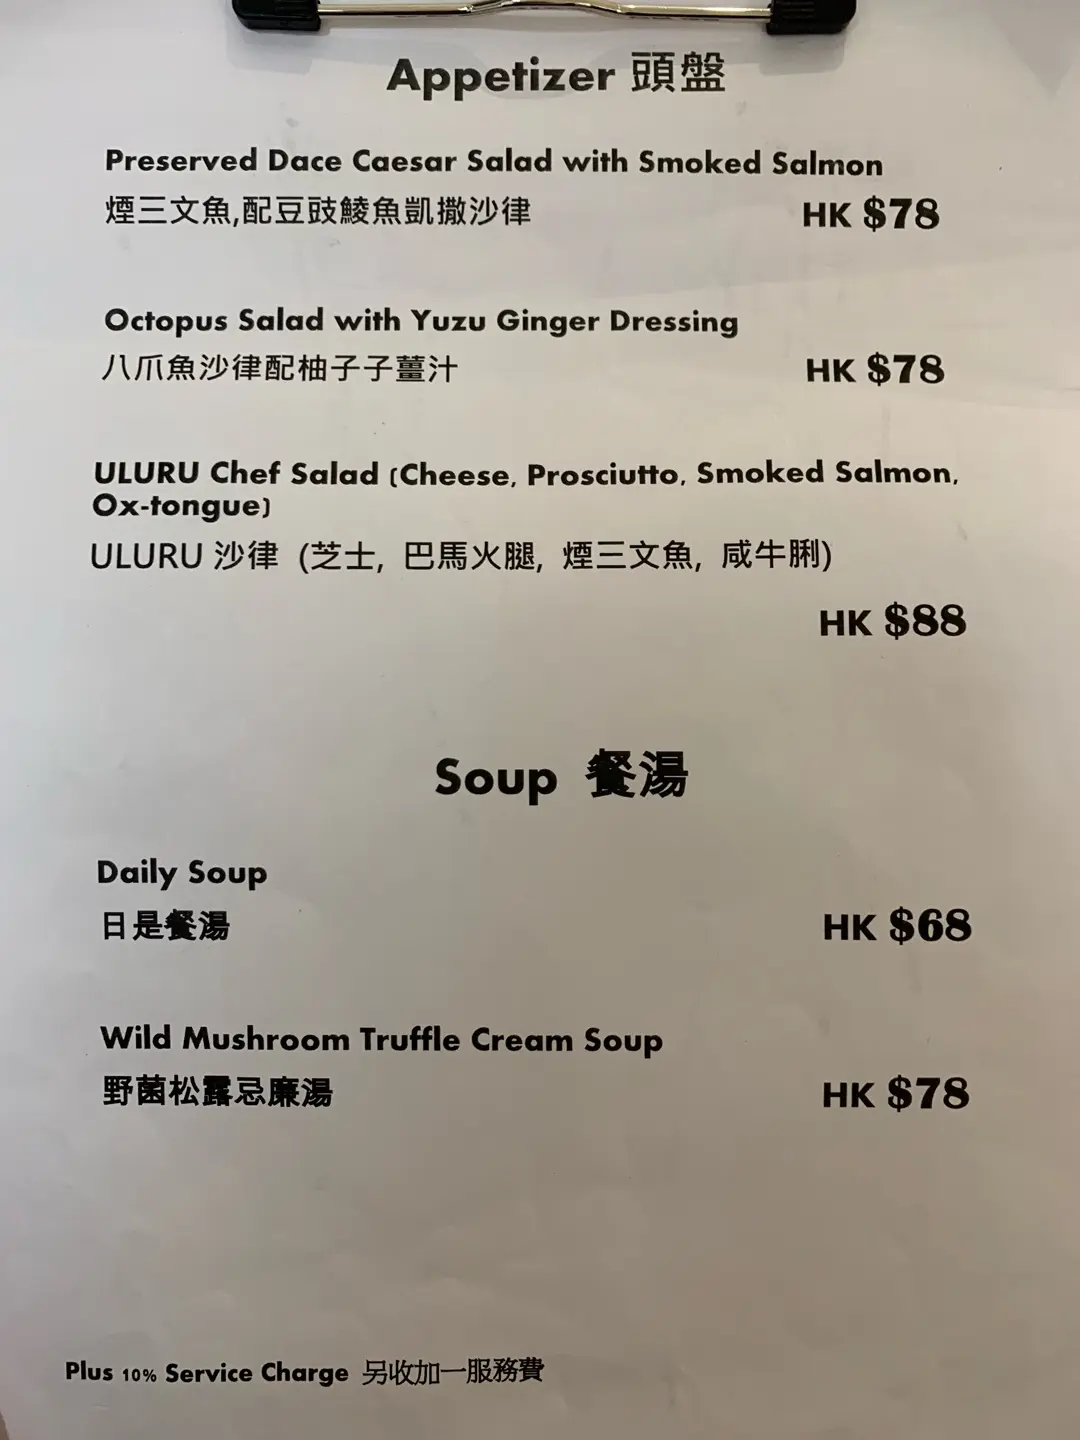 Appetizer 頭盤
Preserved Dace Caesar Salad with Smoked Salmon
煙三文魚,配豆豉鯪魚凱撒沙律 HK $78
Octopus Salad with Yuzu Ginger Dressing
八爪魚沙律配柚子子薑汁 HK $78
ULURU Chef Salad (Cheese, Prosciutto, Smoked Salmon,
Ox-tongue)
ULURU 沙律 (芝士, 巴馬火腿, 煙三文魚, 咸牛脷)
HK $88
Soup 餐湯
Daily Soup
日是餐湯 HK $68
Wild Mushroom Truffle Cream Soup
野菌松露忌廉湯 HK $78
Plus 10% Service Charge 另收加一服務費